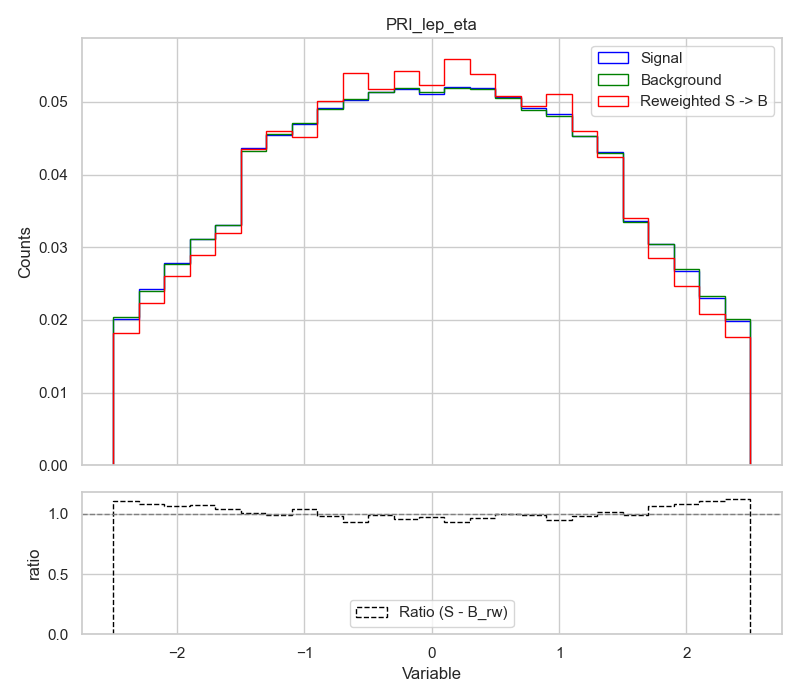 PRI_lep_eta
Signal
Background
Reweighted S -> B
Counts
0.05
0.04
0.03
0.02
0.01
0.00
ratio
1.0
0.5
0.0
Ratio (S - B_rw)
−2
−1
0
1
2
Variable